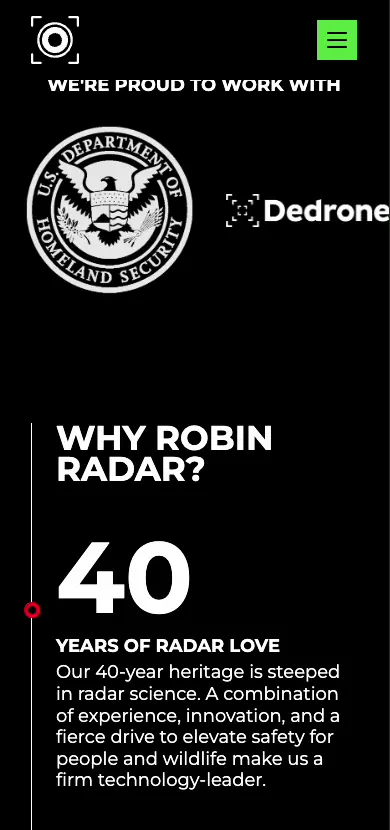 WE'RE PROUD TO WORK WITH
U.S. DEPARTMENT OF
HOMELAND SECURITY
Dedrone
WHY ROBIN
RADAR?
40
YEARS OF RADAR LOVE
Our 40-year heritage is steeped
in radar science. A combination
of experience, innovation, and a
fierce drive to elevate safety for
people and wildlife make us a
firm technology-leader.